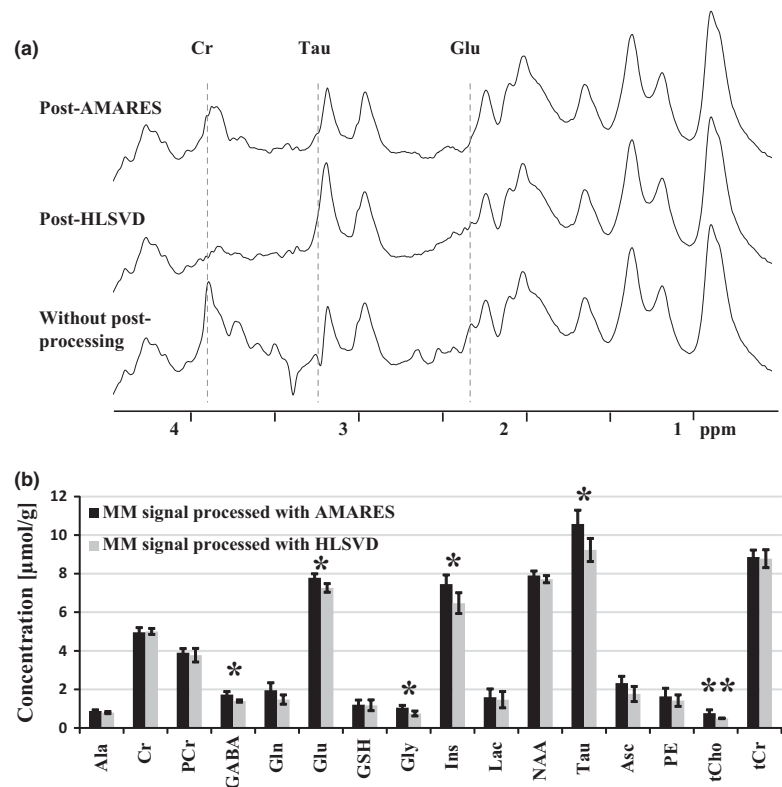 (a)
Cr Tau Glu
Post-AMARES
Post-HLSVD
Without post-
processing
4 3 2 1 ppm
(b)
12
10
8
6
4
2
0
Concentration [μmol/g]
MM signal processed with AMARES
MM signal processed with HLSVD
* * * * * **
Ala Cr PCr GABA Gln Glu GSH Gly Ins Lac NAA Tau Asc PE tCho tCr